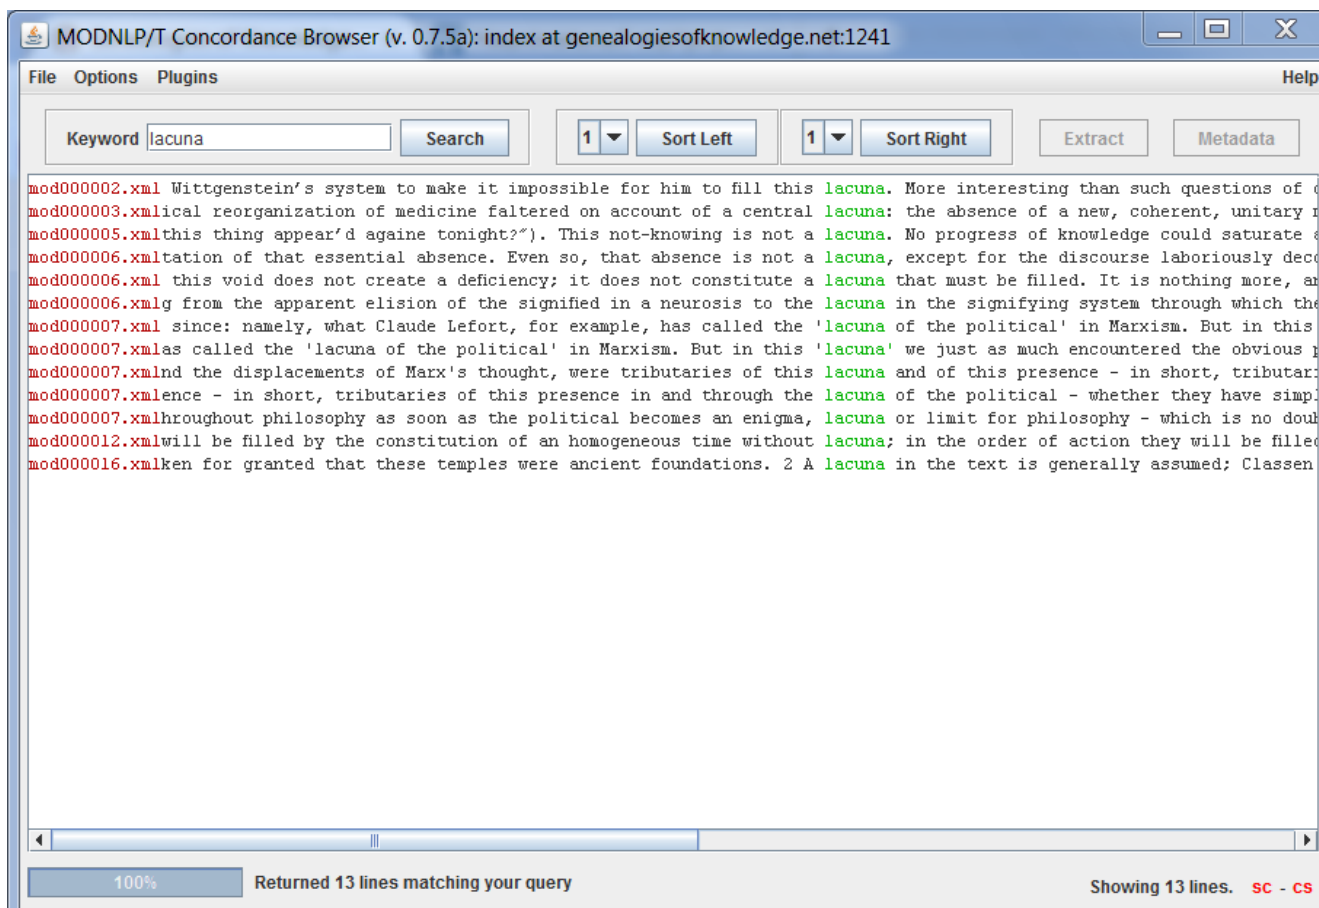 MODNLP/T Concordance Browser (v. 0.7.5a): index at genealogiesofknowledge.net:1241
File Options Plugins Help
Keyword lacuna Search 1 Sort Left 1 Sort Right Extract Metadata
mod000002.xml Wittgenstein's system to make it impossible for him to fill this lacuna. More interesting than such questions of
mod000003.xmlical reorganization of medicine faltered on account of a central lacuna: the absence of a new, coherent, unitary
mod000005.xmlthis thing appear'd againe tonight?"). This not-knowing is not a lacuna. No progress of knowledge could saturate
mod000006.xmltation of that essential absence. Even so, that absence is not a lacuna, except for the discourse laboriously deco
mod000006.xml this void does not create a deficiency; it does not constitute a lacuna that must be filled. It is nothing more, an
mod000006.xmlg from the apparent elision of the signified in a neurosis to the lacuna in the signifying system through which the
mod000007.xml since: namely, what Claude Lefort, for example, has called the 'lacuna of the political' in Marxism. But in this
mod000007.xmlas called the 'lacuna of the political' in Marxism. But in this 'lacuna' we just as much encountered the obvious
mod000007.xmlnd the displacements of Marx's thought, were tributaries of this lacuna and of this presence - in short, tributari
mod000007.xmlence - in short, tributaries of this presence in and through the lacuna of the political - whether they have simpl
mod000007.xmlhroughout philosophy as soon as the political becomes an enigma, lacuna or limit for philosophy - which is no doub
mod000012.xmlwill be filled by the constitution of an homogeneous time without lacuna; in the order of action they will be filled
mod000016.xmlken for granted that these temples were ancient foundations. 2 A lacuna in the text is generally assumed; Classen
100% Returned 13 lines matching your query Showing 13 lines. sc - cs